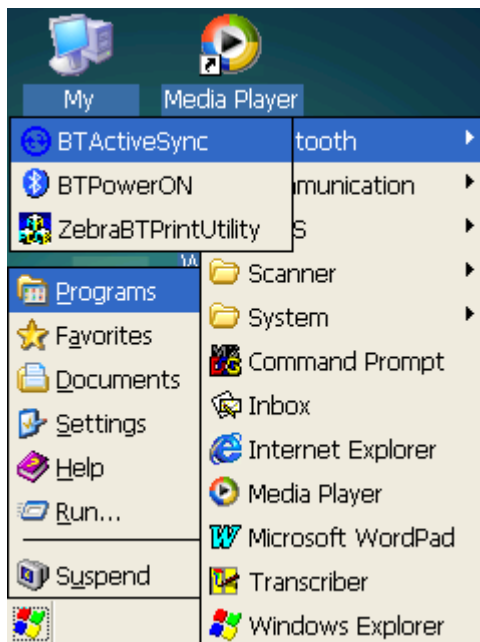 My
Media Player
BTActiveSync
tooth
BTPowerON
munication
ZebraBTPrintUtility
S
Scanner
Programs
System
Favorites
Command Prompt
Documents
Inbox
Settings
Internet Explorer
Help
Media Player
Run...
Microsoft WordPad
Suspend
Transcriber
Windows Explorer